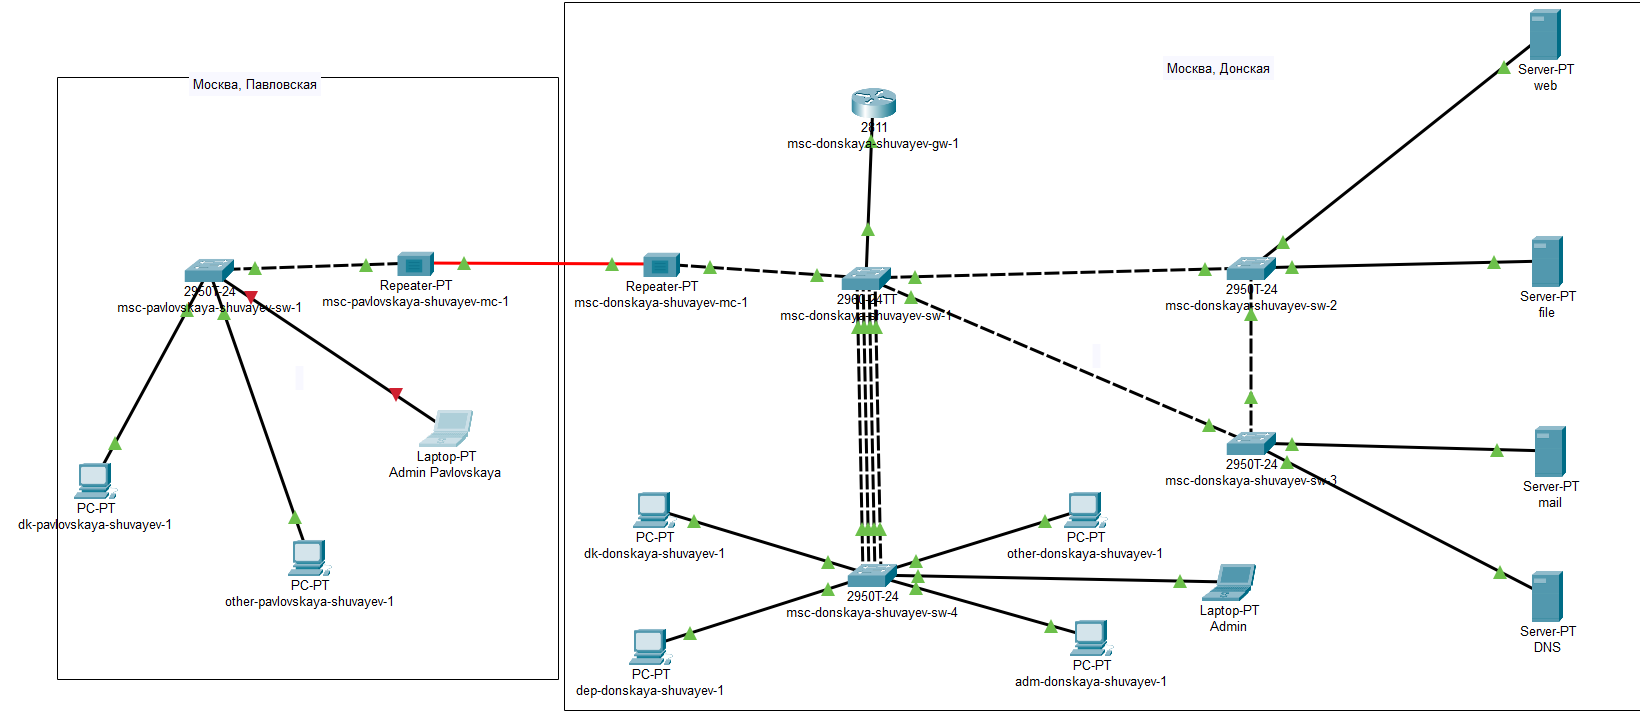 Москва, Павловская
Москва, Донская
Server-PT
web
2811
msc-donskaya-shuvayev-gw-1
Repeater-PT
msc-pavlovskaya-shuvayev-mc-1
Repeater-PT
msc-donskaya-shuvayev-mc-1
2950T-24
msc-pavlovskaya-shuvayev-sw-1
2960-24TT
msc-donskaya-shuvayev-sw-1
2950T-24
msc-donskaya-shuvayev-sw-2
Server-PT
file
Laptop-PT
Admin Pavlovskaya
2950T-24
msc-donskaya-shuvayev-sw-3
Server-PT
mail
PC-PT
dk-pavlovskaya-shuvayev-1
PC-PT
dk-donskaya-shuvayev-1
PC-PT
other-donskaya-shuvayev-1
PC-PT
other-pavlovskaya-shuvayev-1
2950T-24
msc-donskaya-shuvayev-sw-4
Laptop-PT
Admin
Server-PT
DNS
PC-PT
dep-donskaya-shuvayev-1
PC-PT
adm-donskaya-shuvayev-1